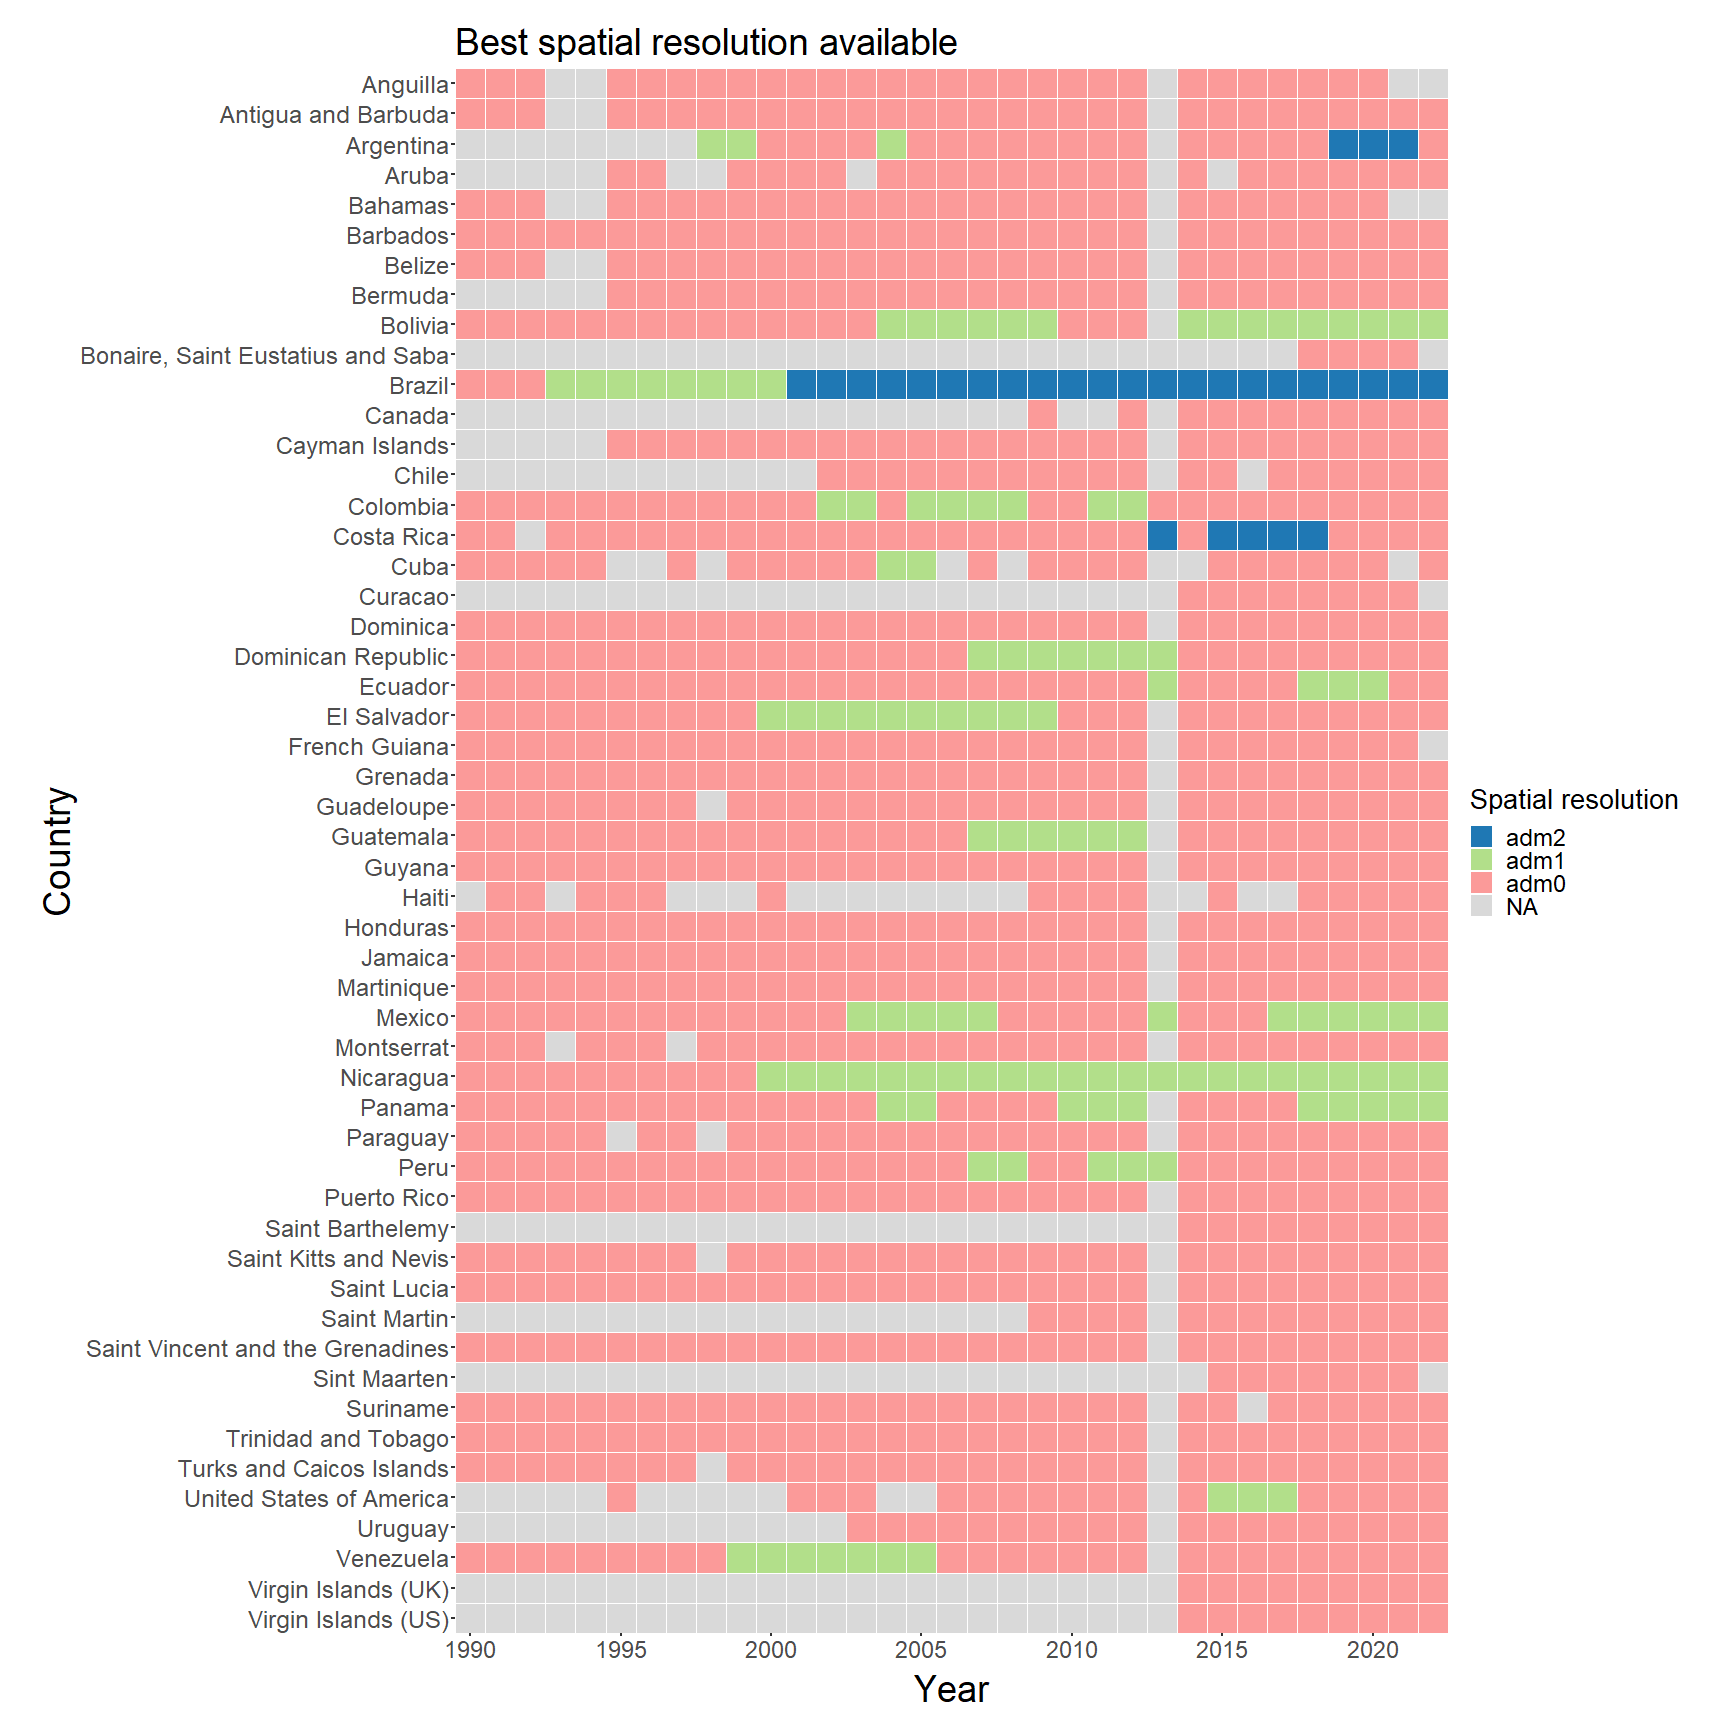 Best spatial resolution available
Anguilla
Antigua and Barbuda
Argentina
Aruba
Bahamas
Barbados
Belize
Bermuda
Bolivia
Bonaire, Saint Eustatius and Saba
Brazil
Canada
Cayman Islands
Chile
Colombia
Costa Rica
Cuba
Curacao
Dominica
Dominican Republic
Ecuador
El Salvador
French Guiana
Grenada
Guadeloupe
Guatemala
Guyana
Haiti
Honduras
Jamaica
Martinique
Mexico
Montserrat
Nicaragua
Panama
Paraguay
Peru
Puerto Rico
Saint Barthelemy
Saint Kitts and Nevis
Saint Lucia
Saint Martin
Saint Vincent and the Grenadines
Sint Maarten
Suriname
Trinidad and Tobago
Turks and Caicos Islands
United States of America
Uruguay
Venezuela
Virgin Islands (UK)
Virgin Islands (US)
Country
1990 1995 2000 2005 2010 2015 2020
Year
Spatial resolution
adm2
adm1
adm0
NA